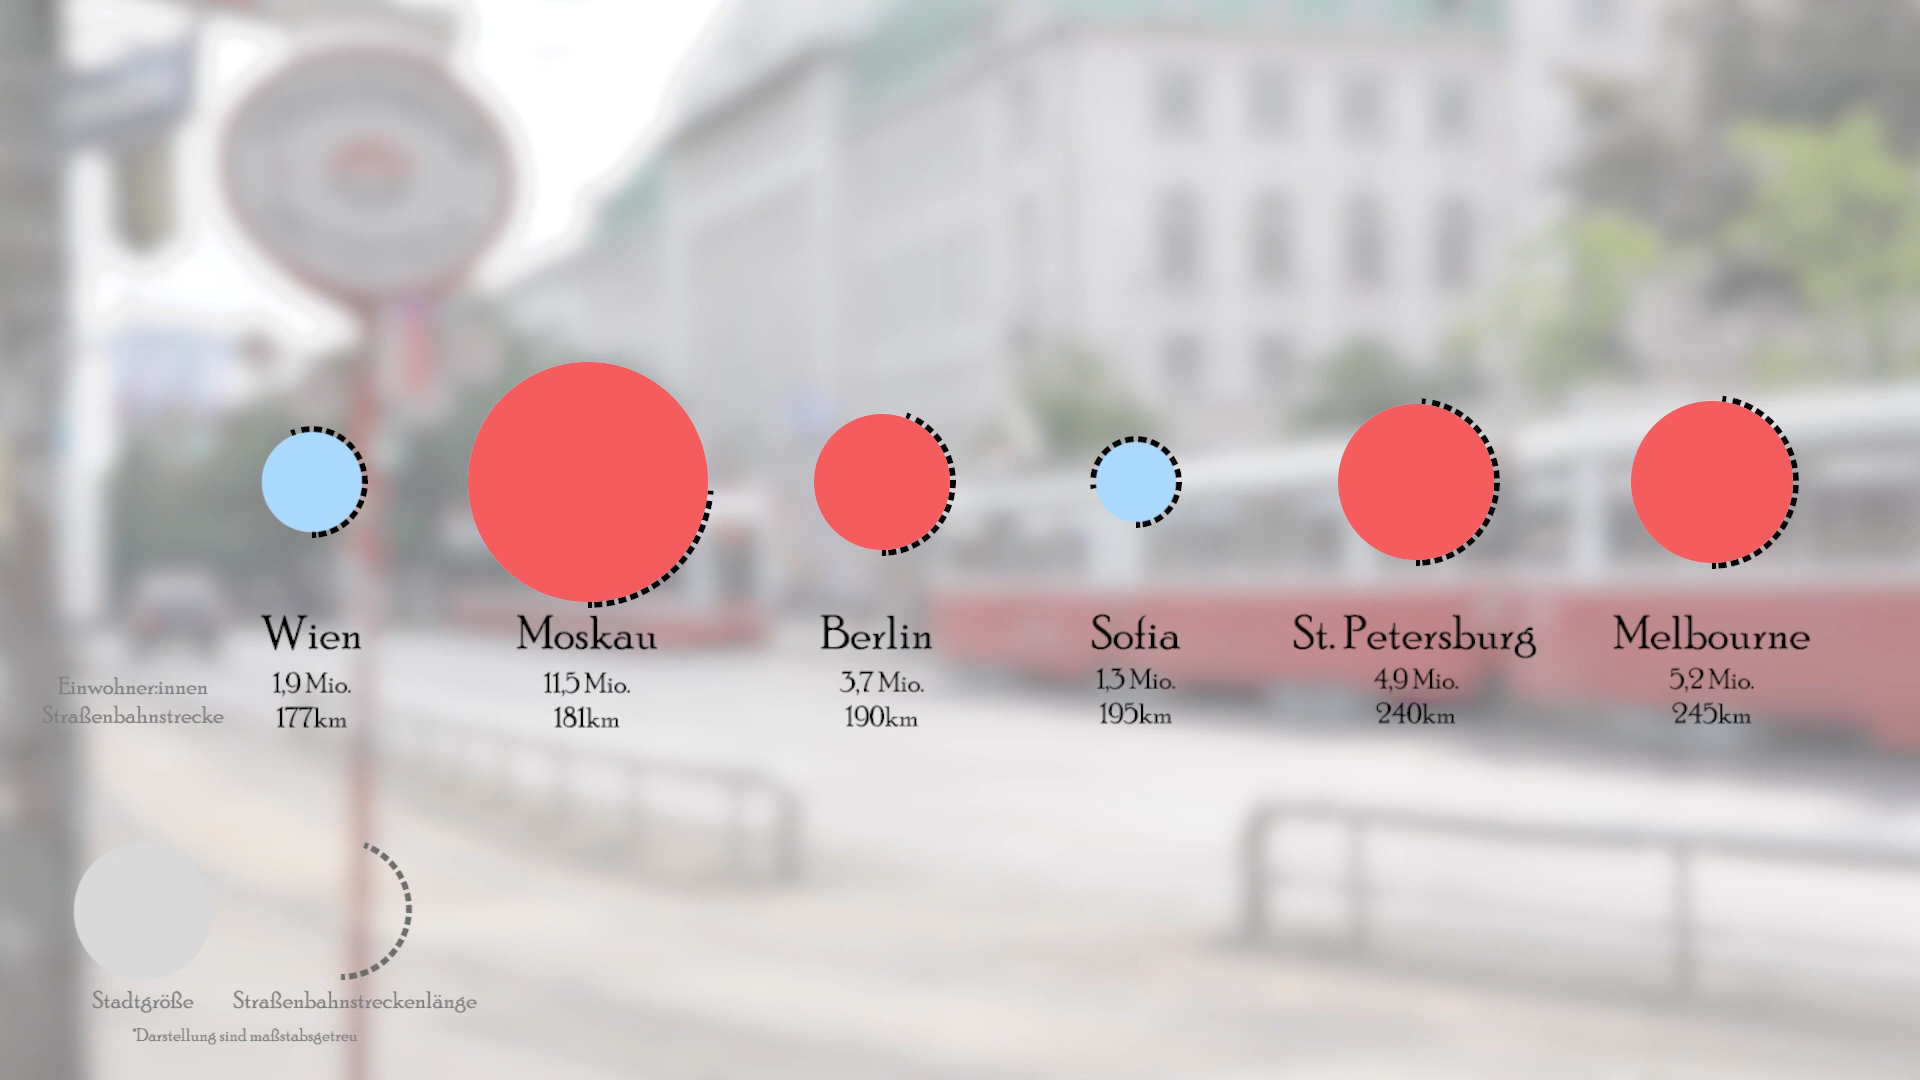 Wien
Moskau
Berlin
Sofia
St. Petersburg
Melbourne
Einwohner:innen
1,9 Mio.
11,5 Mio.
3,7 Mio.
1,3 Mio.
4,9 Mio.
5,2 Mio.
Straßenbahnstrecke
177km
181km
190km
195km
240km
245km
Stadtgröße
Straßenbahnstreckenlänge
*Darstellung sind maßstabsgetreu